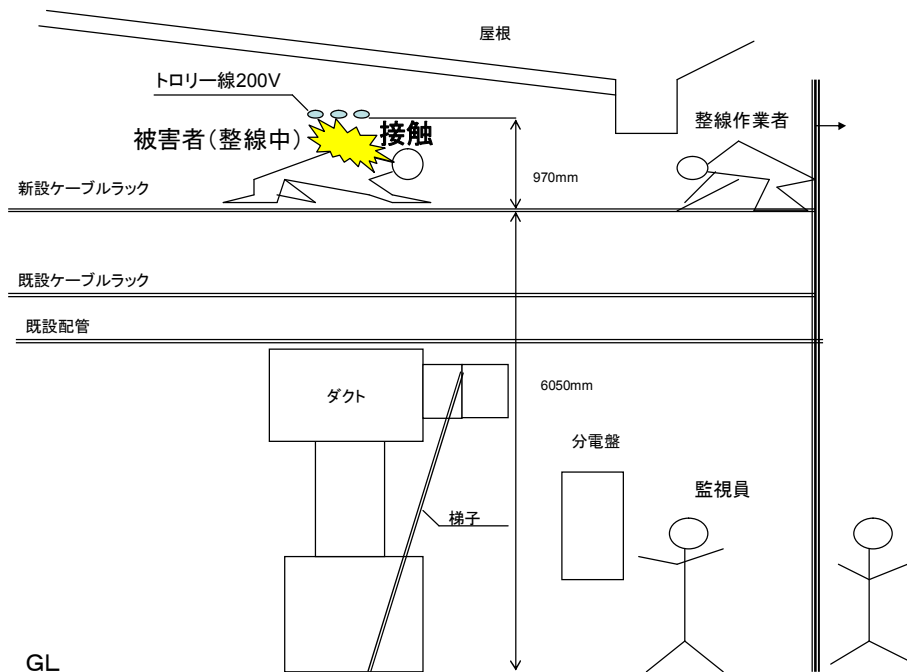 屋根
トロリー線200V
被害者(整線中)
接触
整線作業者
970mm
新設ケーブルラック
既設ケーブルラック
既設配管
6050mm
ダクト
分電盤
監視員
梯子
GL